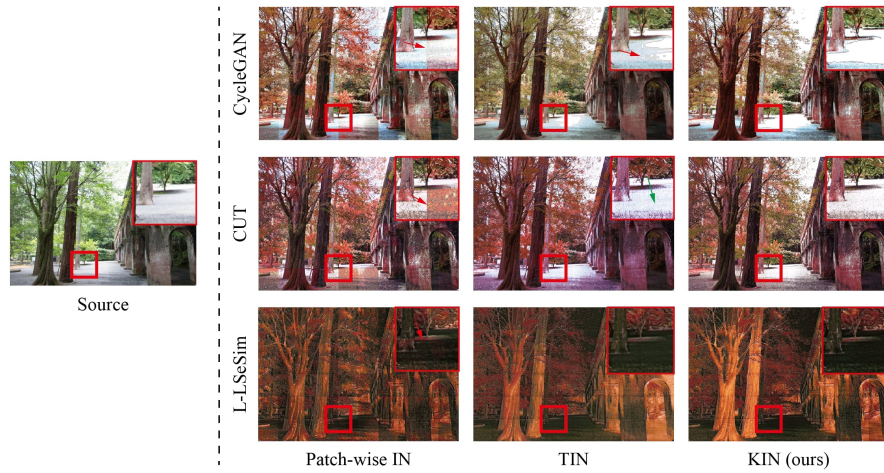 CycleGAN
CUT
Source
L-LSeSim
Patch-wise IN
TIN
KIN (ours)